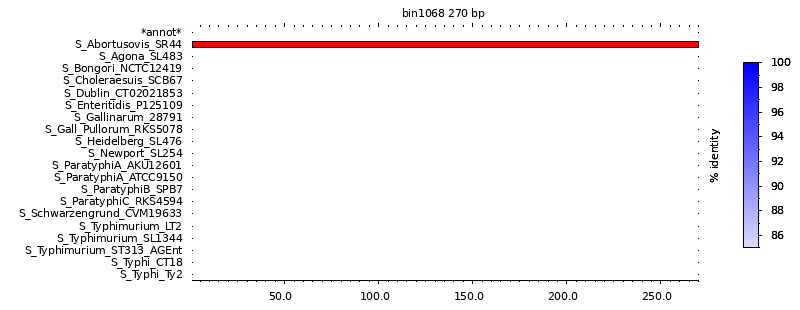 bin1068 270 bp
*annot*
S_Abortusovis_SR44
S_Agona_SL483
S_Bongori_NCTC12419
S_Choleraesuis_SCB67
S_Dublin_CT02021853
S_Enteritidis_P125109
S_Gallinarum_28791
S_Gall_Pullorum_RKS5078
S_Heidelberg_SL476
S_Newport_SL254
S_ParatyphiA_AKU12601
S_ParatyphiA_ATCC9150
S_ParatyphiB_SPB7
S_ParatyphiC_RKS4594
S_Schwarzengrund_CVM19633
S_Typhimurium_LT2
S_Typhimurium_SL1344
S_Typhimurium_ST313_AGEnt
S_Typhi_CT18
S_Typhi_Ty2
50.0 100.0 150.0 200.0 250.0
% identity
100
98
96
94
92
90
88
86